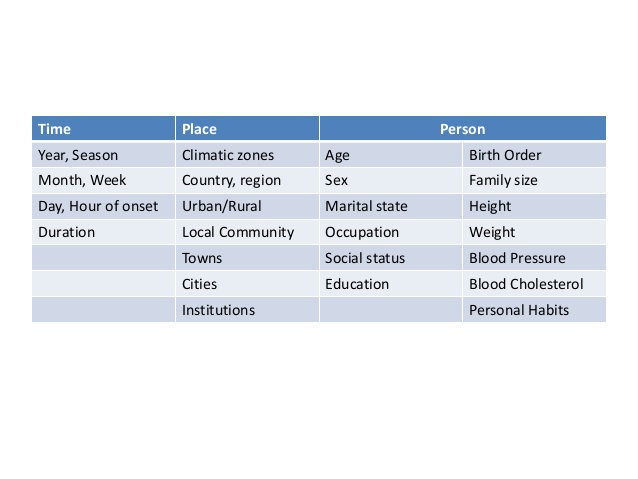 Time Place Person
Year, Season Climatic zones Age Birth Order
Month, Week Country, region Sex Family size
Day, Hour of onset Urban/Rural Marital state Height
Duration Local Community Occupation Weight
Towns Social status Blood Pressure
Cities Education Blood Cholesterol
Institutions Personal Habits